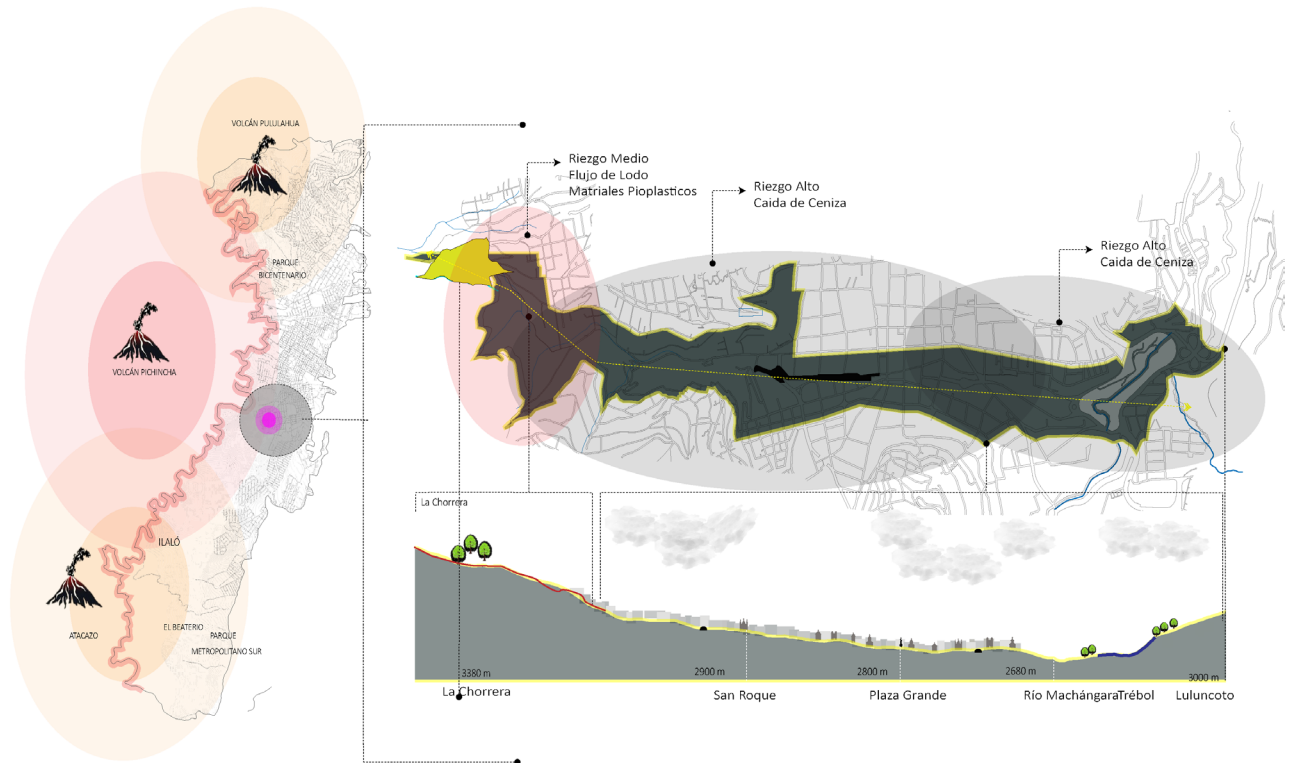 VOLCÁN PULULAHUA
PARQUE
BICENTENARIO
VOLCÁN PICHINCHA
ILALÓ
ATACAZO
EL BEATERIO
PARQUE
METROPOLITANO SUR
Riezgo Medio
Flujo de Lodo
Matriales Pioplasticos
Riezgo Alto
Caida de Ceniza
Riezgo Alto
Caida de Ceniza
La Chorrera
3380 m
2900 m
2800 m
2680 m
3000 m
La Chorrera
San Roque
Plaza Grande
Río Machángara
Trébol
Luluncoto